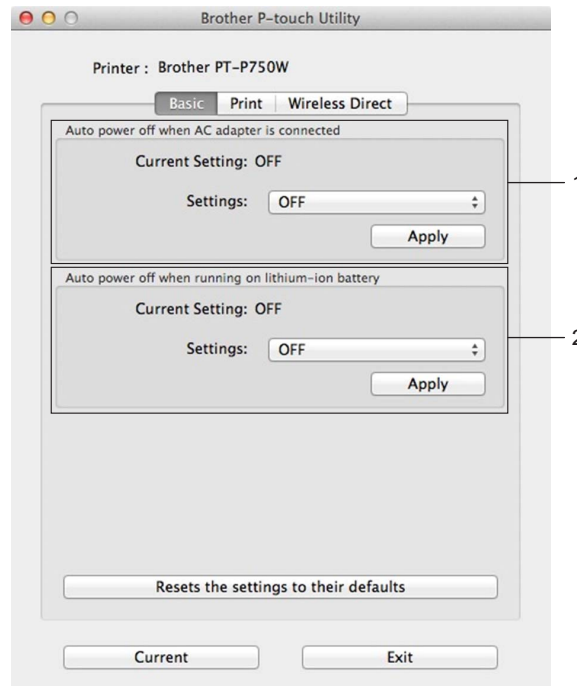 Brother P-touch Utility
Printer : Brother PT-P750W
Basic Print Wireless Direct
Auto power off when AC adapter is connected
Current Setting: OFF
1
Settings: OFF
Apply
Auto power off when running on lithium-ion battery
Current Setting: OFF
2
Settings: OFF
Apply
Resets the settings to their defaults
Current Exit